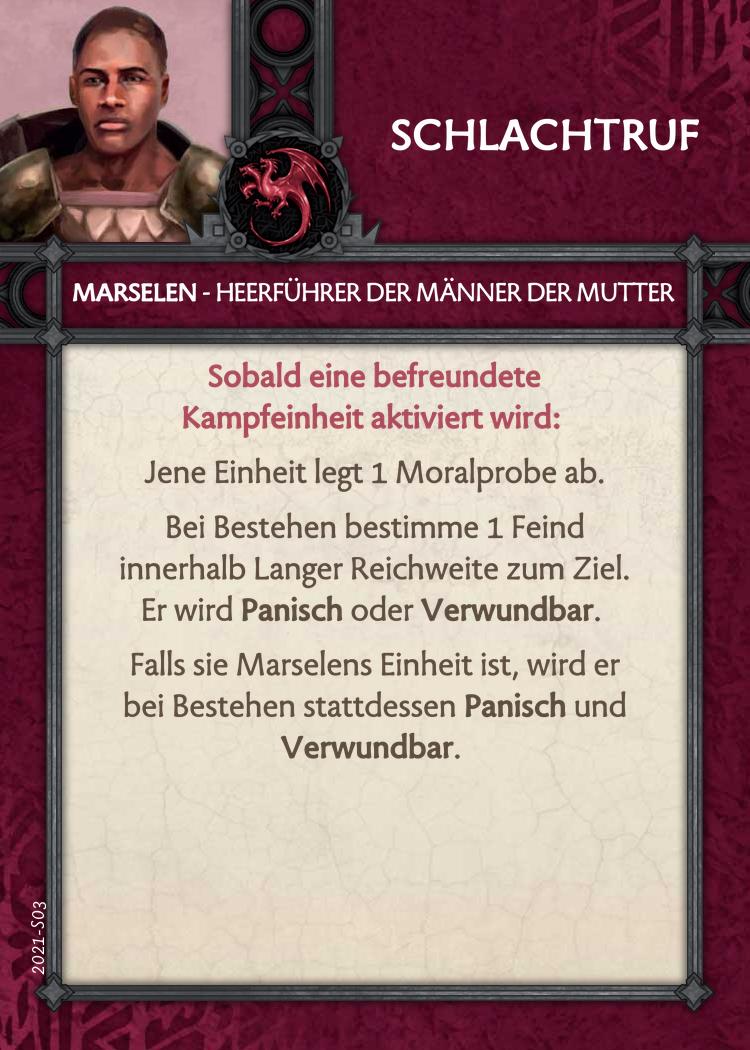 SCHLACHTRUF
MARSELEN - HEERFÜHRER DER MÄNNER DER MUTTER
Sobald eine befreundete
Kampfeinheit aktiviert wird:
Jene Einheit legt 1 Moralprobe ab.
Bei Bestehen bestimme 1 Feind
innerhalb Langer Reichweite zum Ziel.
Er wird Panisch oder Verwundbar.
Falls sie Marselens Einheit ist, wird er
bei Bestehen stattdessen Panisch und
Verwundbar.
2021-S03